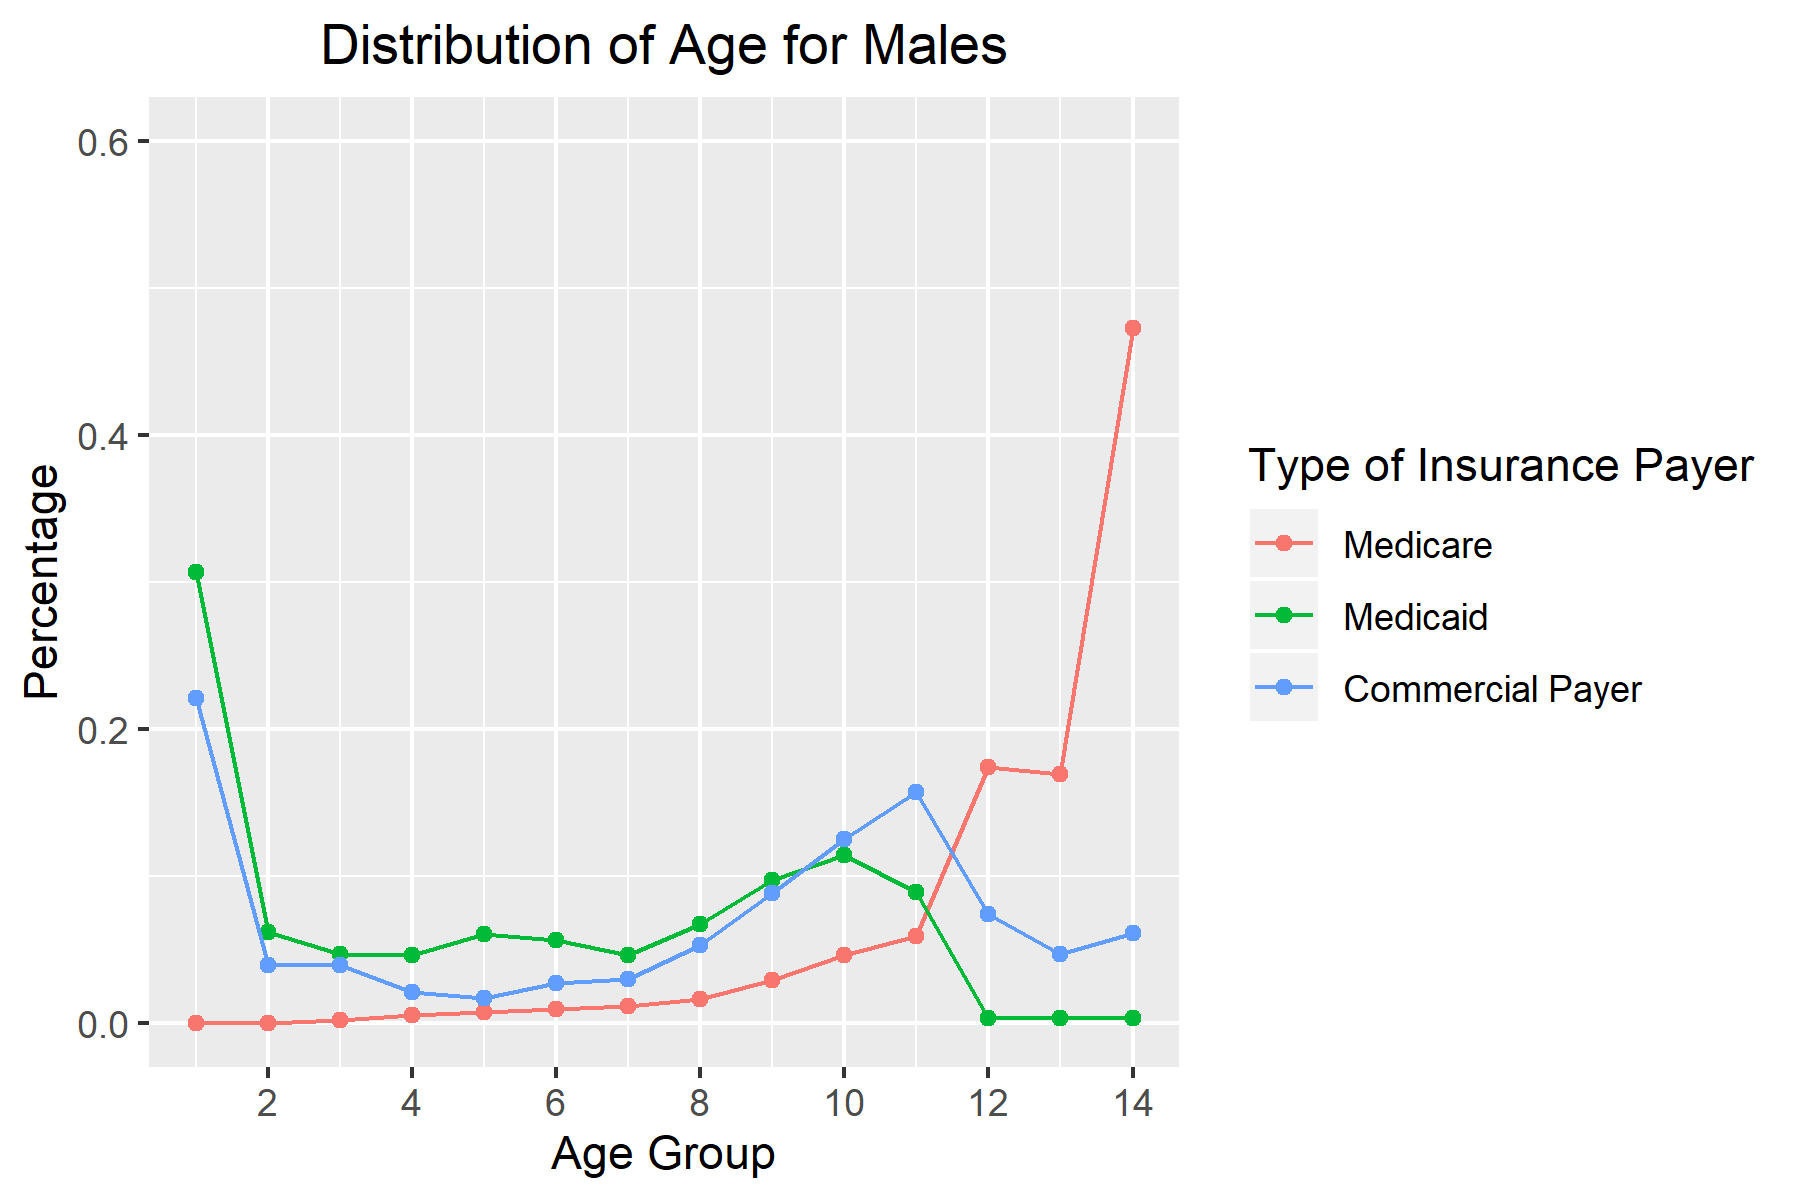 Distribution of Age for Males
Percentage
0.6
0.4
0.2
0.0
2 4 6 8 10 12 14
Age Group
Type of Insurance Payer
Medicare
Medicaid
Commercial Payer